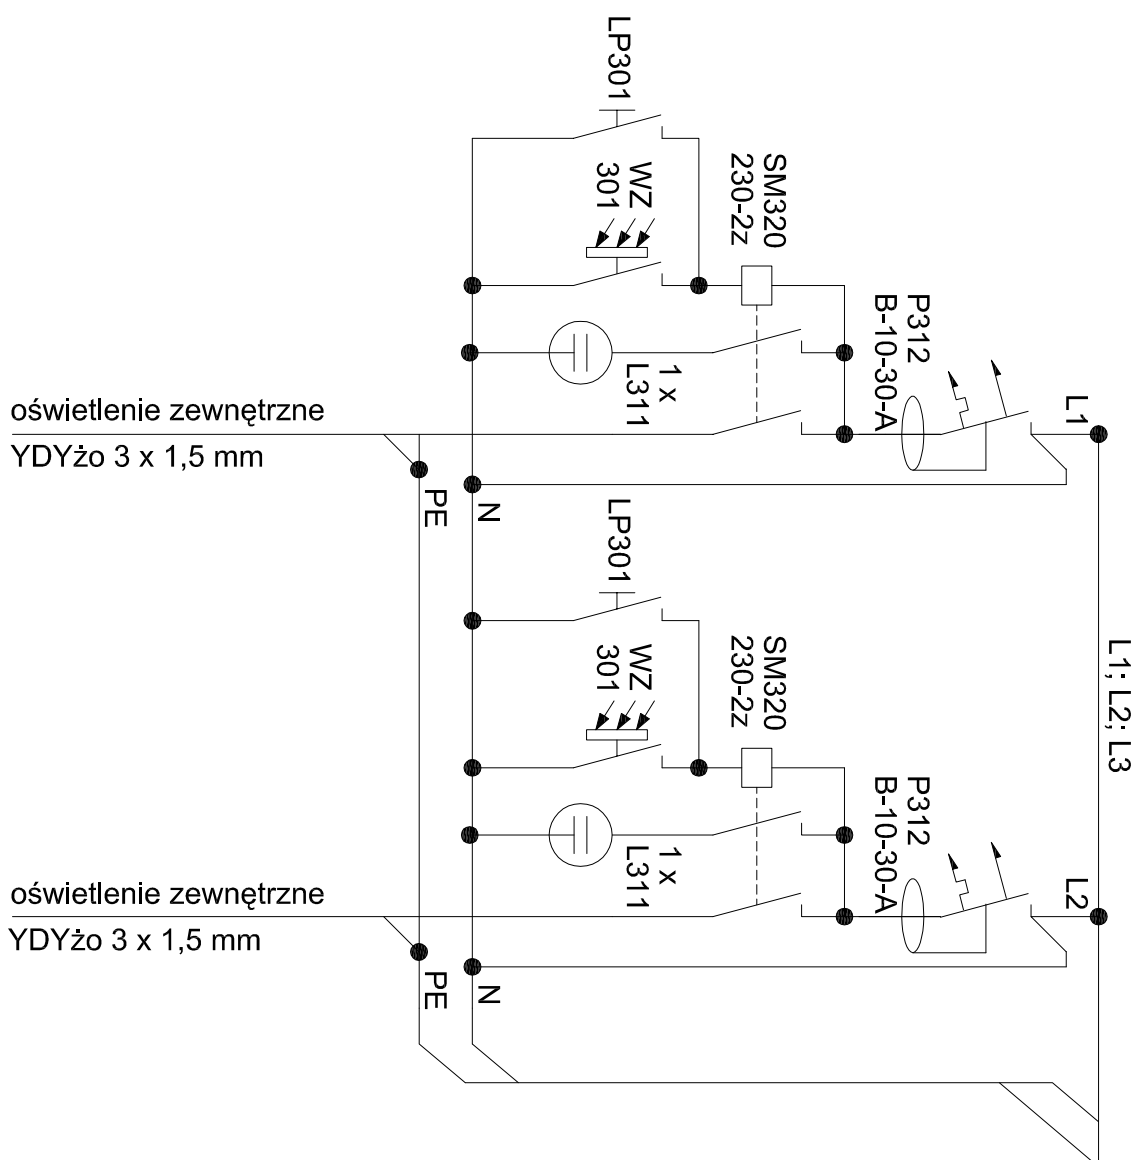 LP301
WZ
301
SM320
230-2z
P312
B-10-30-A
1 x
L311
L1
oświetlenie zewnętrzne
YDYżo 3 x 1,5 mm
PE
N
L1; L2; L3
LP301
WZ
301
SM320
230-2z
P312
B-10-30-A
1 x
L311
L2
oświetlenie zewnętrzne
YDYżo 3 x 1,5 mm
PE
N